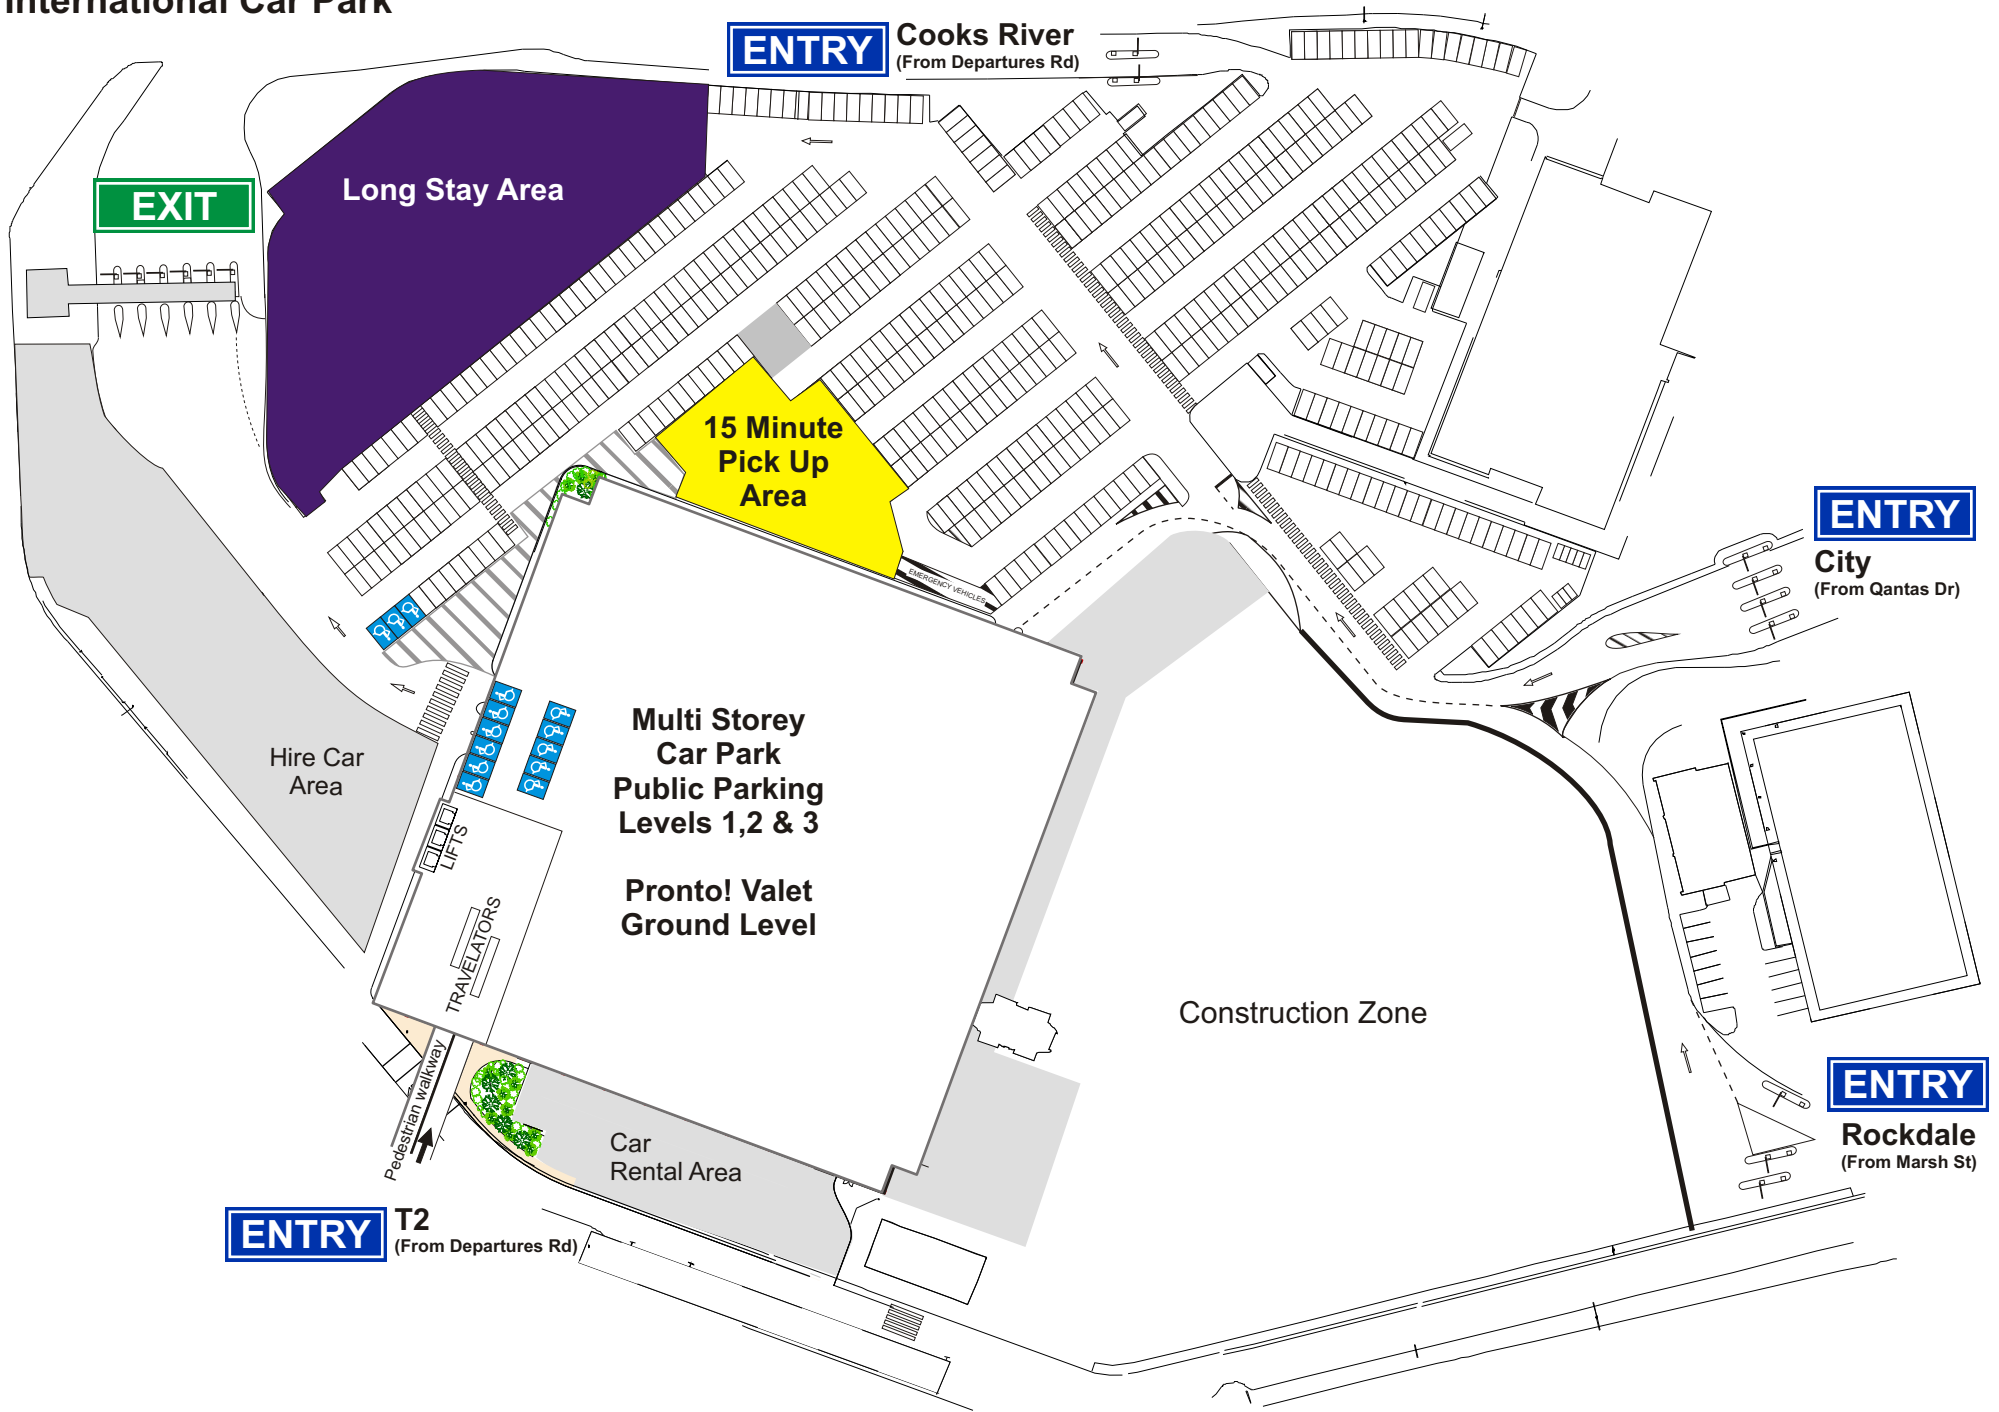 International Car Park
ENTRY
Cooks River
(From Departures Rd)
Long Stay Area
EXIT
15 Minute
Pick Up
Area
EMERGENCY VEHICLES
ENTRY
City
(From Qantas Dr)
Multi Storey
Car Park
Public Parking
Levels 1,2 & 3
Pronto! Valet
Ground Level
Hire Car
Area
LIFTS
TRAVELATORS
Construction Zone
Pedestrian walkway
Car
Rental Area
ENTRY
Rockdale
(From Marsh St)
ENTRY
T2
(From Departures Rd)